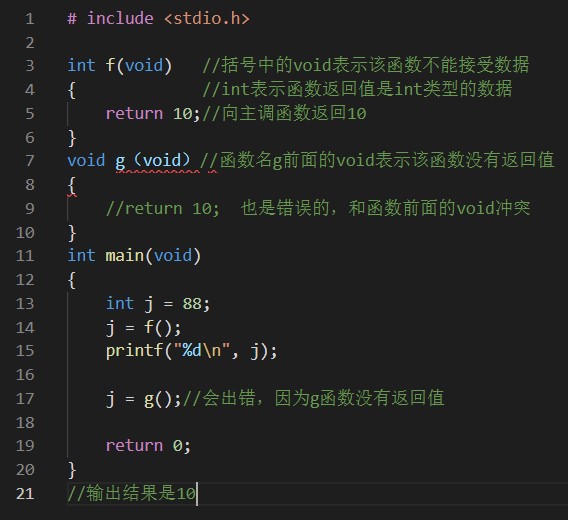 1 # include <stdio.h>
2
3 int f(void) //括号中的void表示该函数不能接受数据
4 { //int表示函数返回值是int类型的数据
5 return 10;//向主调函数返回10
6 }
7 void g（void）//函数名g前面的void表示该函数没有返回值
8 {
9 //return 10; 也是错误的，和函数前面的void冲突
10 }
11 int main(void)
12 {
13 int j = 88;
14 j = f();
15 printf("%d\n", j);
16
17 j = g();//会出错，因为g函数没有返回值
18
19 return 0;
20 }
21 //输出结果是10